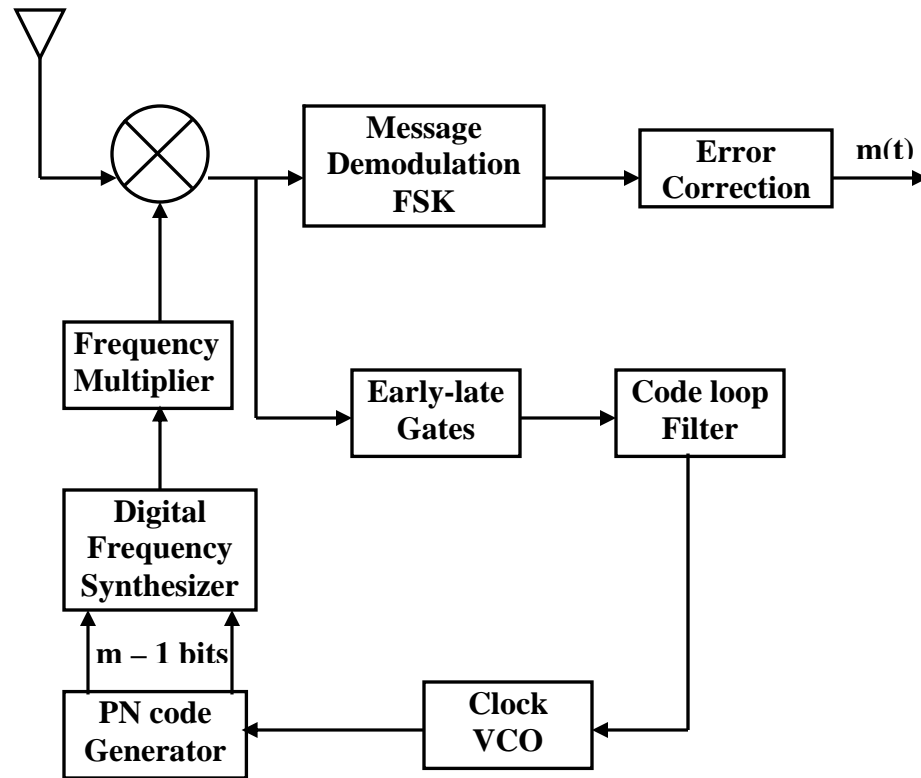 Message
Demodulation
FSK
Error
Correction
m(t)
Frequency
Multiplier
Early-late
Gates
Code loop
Filter
Digital
Frequency
Synthesizer
m – 1 bits
PN code
Generator
Clock
VCO